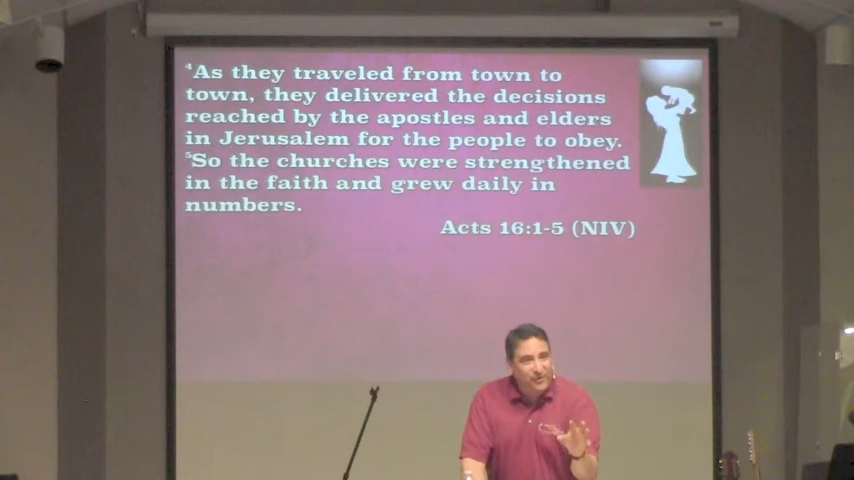 ⁴As they traveled from town to
town, they delivered the decisions
reached by the apostles and elders
in Jerusalem for the people to obey.
⁵So the churches were strengthened
in the faith and grew daily in
numbers.
Acts 16:1-5 (NIV)